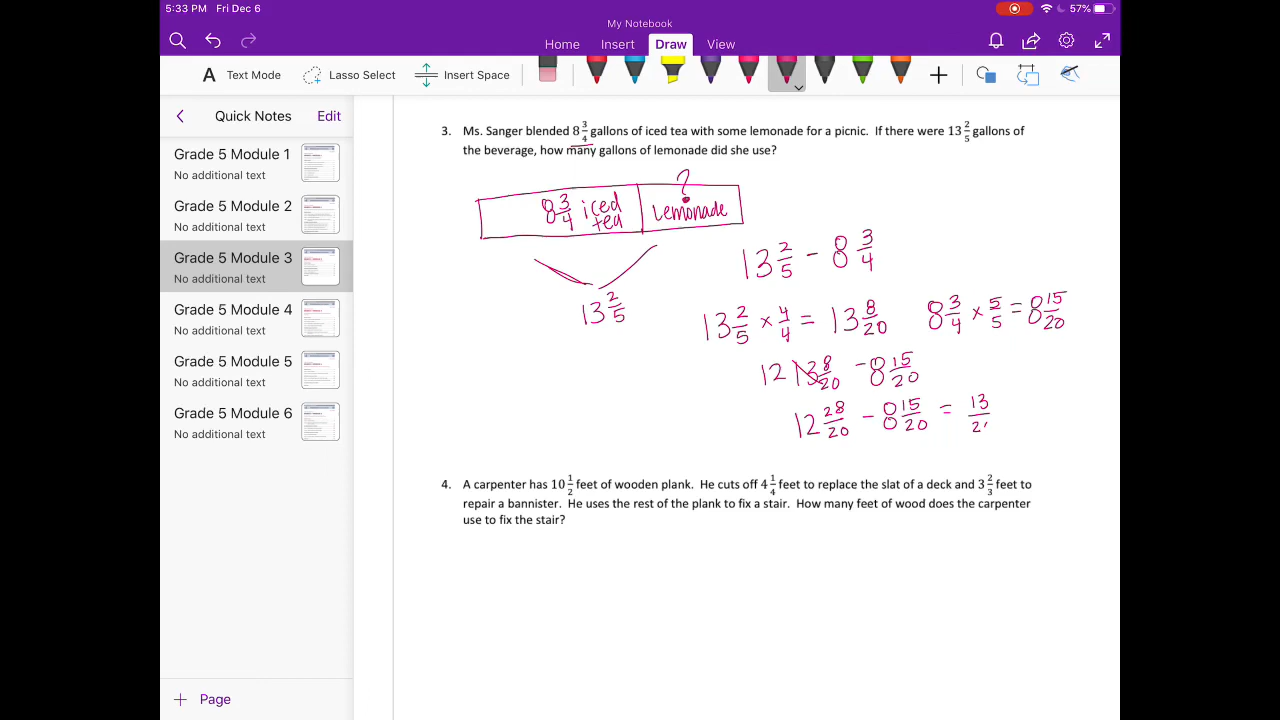 5:33 PM Fri Dec 6
57%
My Notebook
Home Insert Draw View
A Text Mode Lasso Select Insert Space
Quick Notes Edit
Grade 5 Module 1
No additional text
Grade 5 Module 2
No additional text
Grade 5 Module 3
No additional text
Grade 5 Module 4
No additional text
Grade 5 Module 5
No additional text
Grade 5 Module 6
No additional text
+ Page
3. Ms. Sanger blended 8 3/4 gallons of iced tea with some lemonade for a picnic. If there were 13 2/5 gallons of
the beverage, how many gallons of lemonade did she use?
?
8 3/4 iced tea Lemonade
13 2/5
13 2/5 - 8 3/4
13 2/5 × 4/4 = 13 8/20 8 3/4 × 5/5 = 8 15/20
12 13 8/20 - 8 15/20
12 28/20 - 8 15/20 = 13/2
4. A carpenter has 10 1/2 feet of wooden plank. He cuts off 4 1/4 feet to replace the slat of a deck and 3 2/3 feet to
repair a bannister. He uses the rest of the plank to fix a stair. How many feet of wood does the carpenter
use to fix the stair?